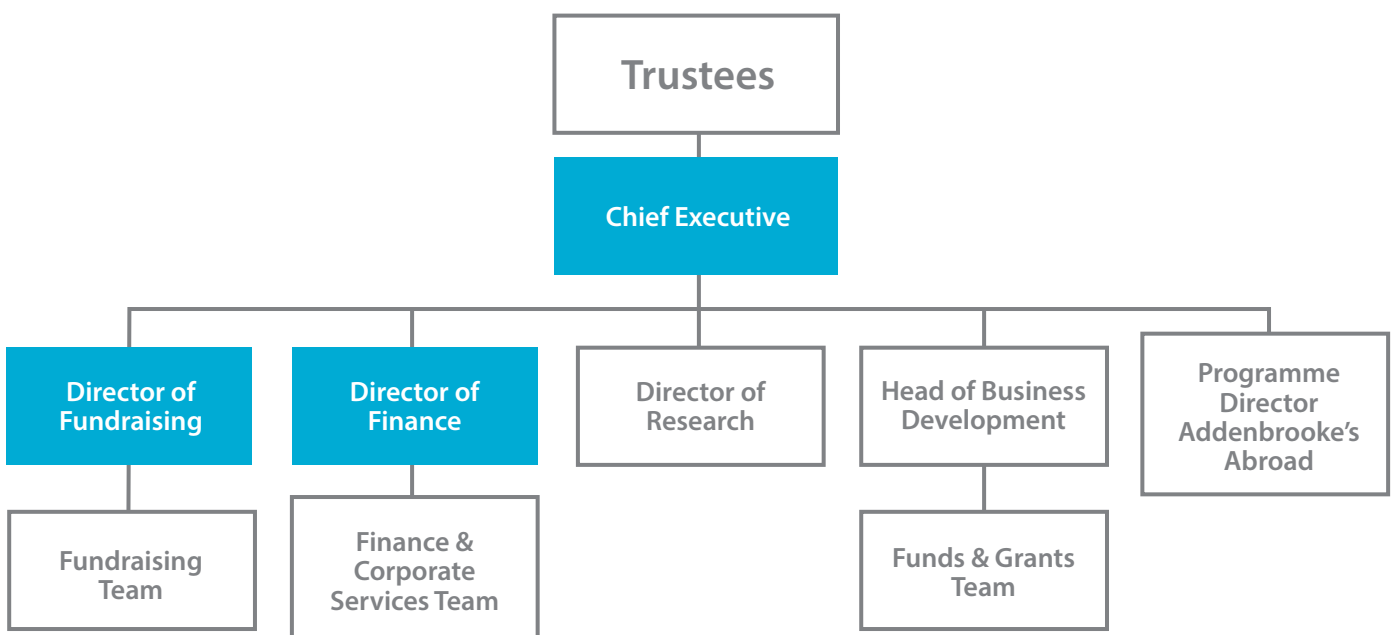 Trustees
Chief Executive
Director of
Fundraising
Director of
Finance
Director of
Research
Head of Business
Development
Programme
Director
Addenbrooke’s
Abroad
Fundraising
Team
Finance &
Corporate
Services Team
Funds & Grants
Team